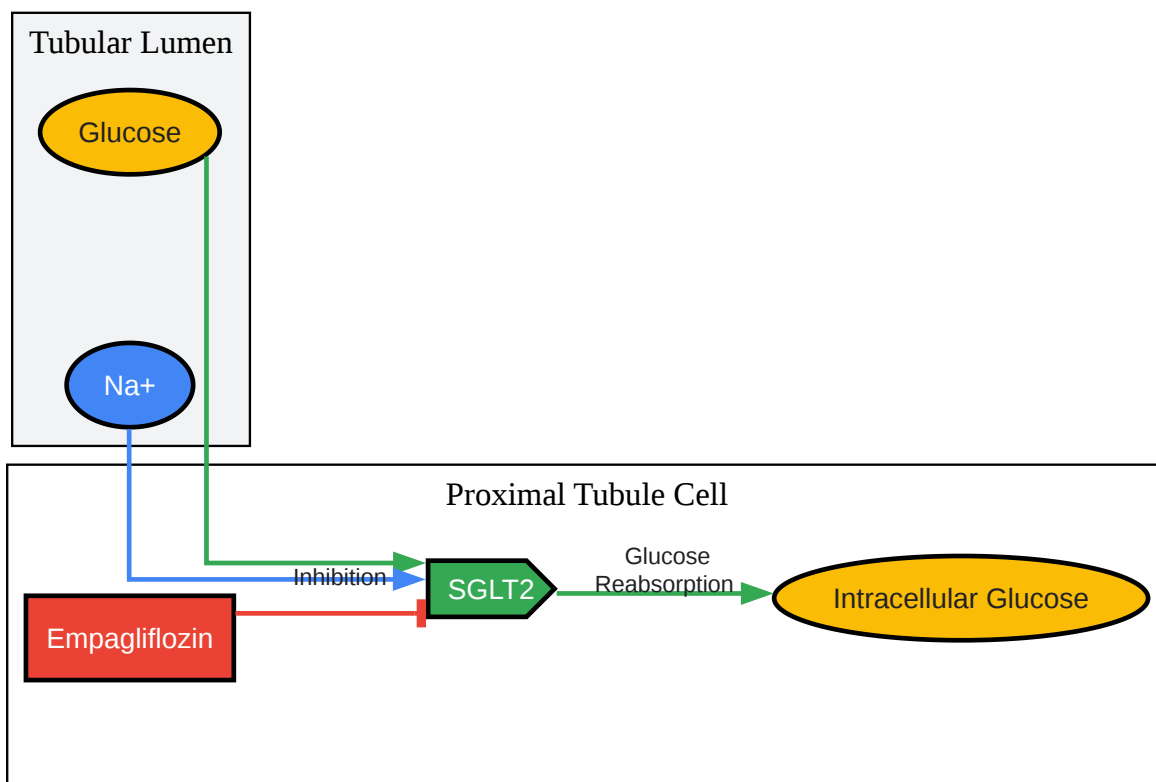 Tubular Lumen
Glucose
Na+
Proximal Tubule Cell
Inhibition
SGLT2
Glucose
Reabsorption
Intracellular Glucose
Empagliflozin